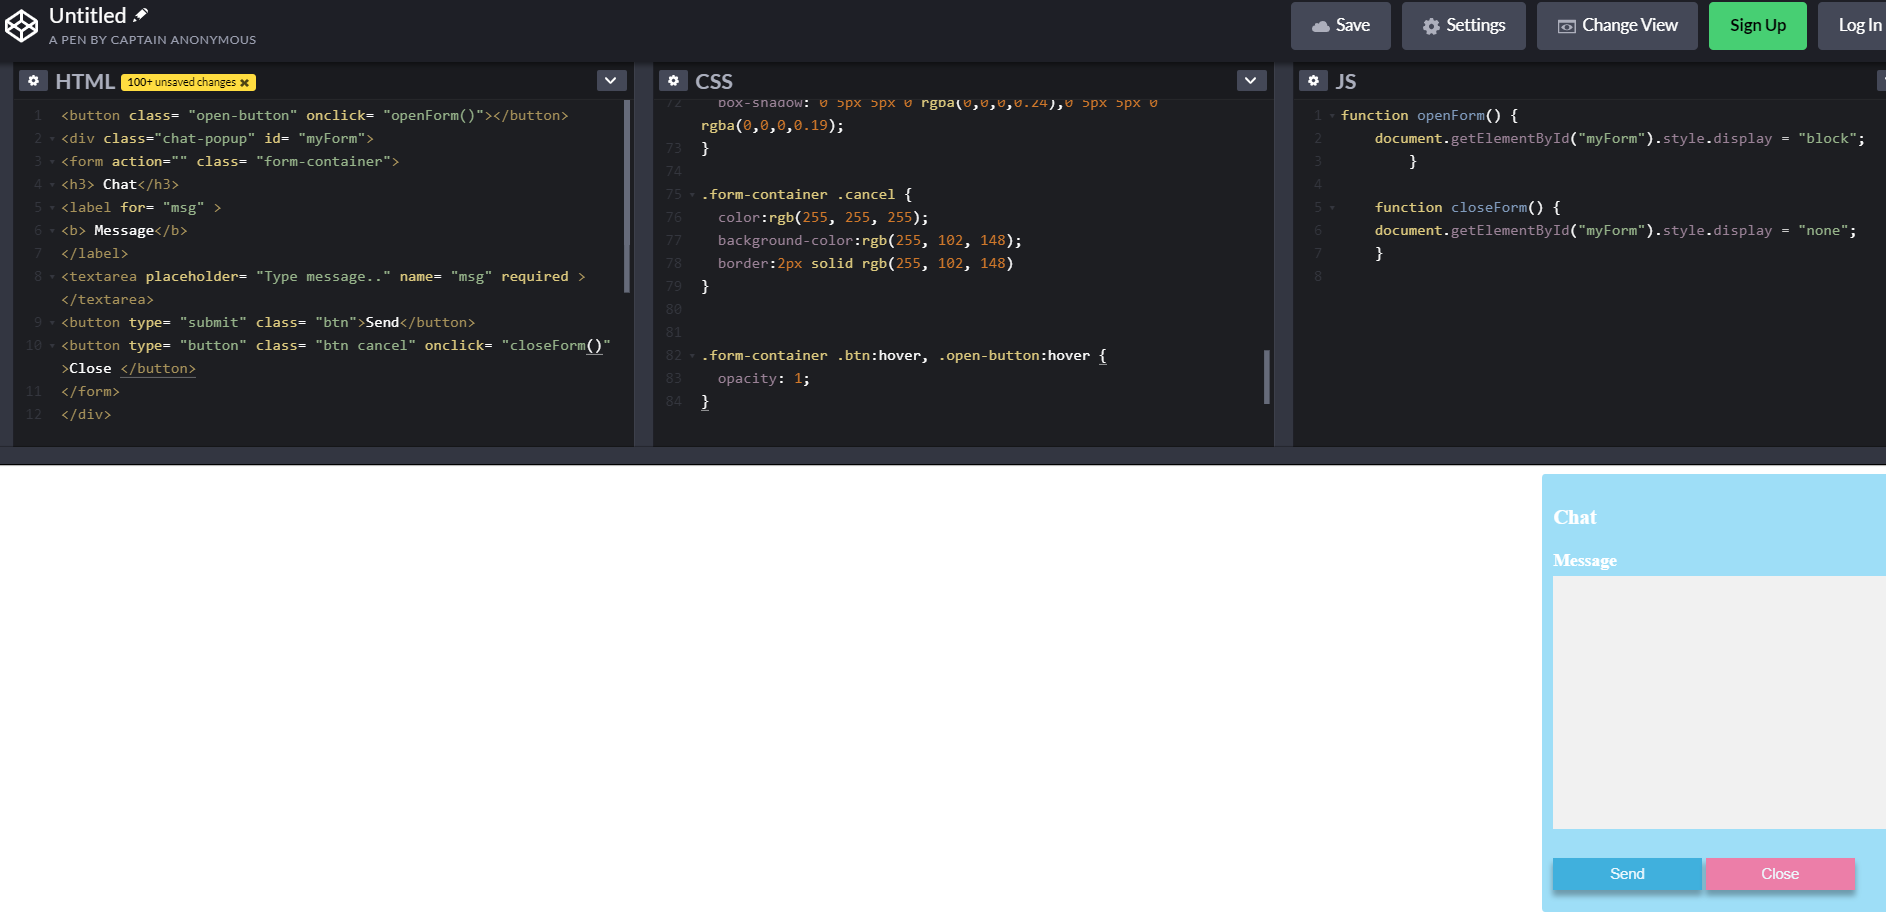 Untitled
A PEN BY CAPTAIN ANONYMOUS
Save
Settings
Change View
Sign Up
Log In
HTML
100+ unsaved changes ×
1 <button class= "open-button" onclick= "openForm()"></button>
2 <div class="chat-popup" id= "myForm">
3 <form action="" class= "form-container">
4 <h3> Chat</h3>
5 <label for= "msg" >
6 <b> Message</b>
7 </label>
8 <textarea placeholder= "Type message.." name= "msg" required >
</textarea>
9 <button type= "submit" class= "btn">Send</button>
10 <button type= "button" class= "btn cancel" onclick= "closeForm()"
>Close </button>
11 </form>
12 </div>
CSS
72 box-shadow: 0 5px 5px 0 rgba(0,0,0,0.24),0 5px 5px 0
rgba(0,0,0,0.19);
73 }
74
75 .form-container .cancel {
76 color:rgb(255, 255, 255);
77 background-color:rgb(255, 102, 148);
78 border:2px solid rgb(255, 102, 148)
79 }
80
81
82 .form-container .btn:hover, .open-button:hover {
83 opacity: 1;
84 }
JS
1 function openForm() {
2 document.getElementById("myForm").style.display = "block";
3 }
4
5 function closeForm() {
6 document.getElementById("myForm").style.display = "none";
7 }
8
Chat
Message
Send
Close